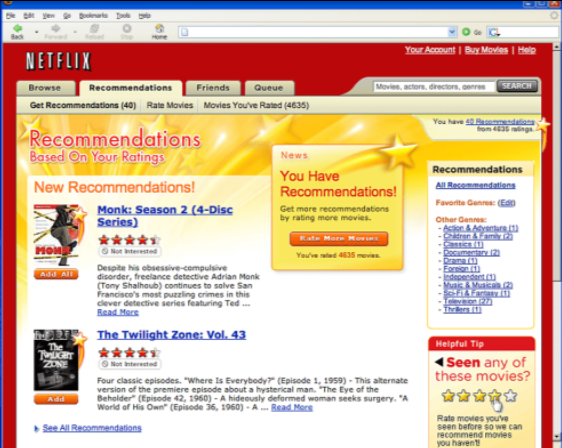 File Edit View Go Bookmarks Tools Help
Back Forward Reload Stop Home Go
Your Account | Buy Movies | Help
NETFLIX
Browse Recommendations Friends Queue
Movies, actors, directors, genres SEARCH
Get Recommendations (40) Rate Movies Movies You've Rated (4635)
You have 40 Recommendations
from 4635 ratings.
Recommendations
Based On Your Ratings
News
You Have
Recommendations!
Get more recommendations
by rating more movies.
Rate More Movies
You've rated 4635 movies.
New Recommendations!
MONK
Add All
Monk: Season 2 (4-Disc
Series)
Not Interested
Despite his obsessive-compulsive
disorder, freelance detective Adrian Monk
(Tony Shalhoub) continues to solve San
Francisco's most puzzling crimes in this
clever detective series featuring Ted ...
Read More
The
Twilight
ZONE
Add
The Twilight Zone: Vol. 43
Not Interested
Four classic episodes. "Where Is Everybody?" (Episode 1, 1959) - This alternate
version of the premiere episode about a hysterical man. "The Eye of the
Beholder" (Episode 42, 1960) - A hideously deformed woman seeks surgery. "A
World of His Own" (Episode 36, 1960) - A ... Read More
See All Recommendations
Recommendations
All Recommendations
Favorite Genres: (Edit)
Other Genres:
- Action & Adventure (1)
- Children & Family (2)
- Classics (1)
- Documentary (2)
- Drama (1)
- Foreign (1)
- Independent (1)
- Music & Musicals (2)
- Sci-Fi & Fantasy (1)
- Television (27)
- Thrillers (1)
Helpful Tip
Seen any of
these movies?
Rate movies you've
seen before so we can
recommend movies
you haven't!